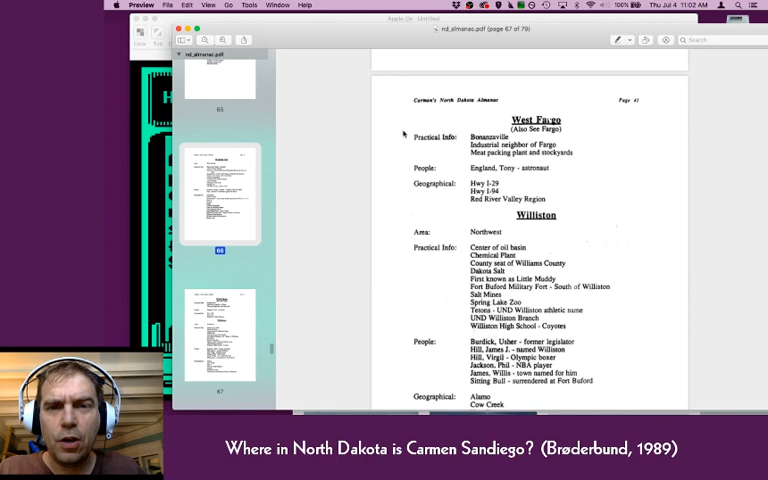 Preview File Edit View Go Tools Window Help
100% Thu Jul 4 11:02 AM
Apple //e Untitled
nd_almanac.pdf (page 67 of 79)
Search
nd_almanac.pdf
65
66
67
Carmen's North Dakota Almanac
West Fargo
(Also See Fargo)
Practical Info: Bonanzaville
Industrial neighbor of Fargo
Meat packing plant and stockyards
People: England, Tony - astronaut
Geographical: Hwy I-29
Hwy I-94
Red River Valley Region
Williston
Area: Northwest
Practical Info: Center of oil basin
Chemical Plant
County seat of Williams County
Dakota Salt
First known as Little Muddy
Fort Buford Military Fort - South of Williston
Salt Mines
Spring Lake Zoo
Tetons - UND Williston athletic name
UND Williston Branch
Williston High School - Coyotes
People: Burdick, Usher - former legislator
Hill, James J. - named Williston
Hill, Virgil - Olympic boxer
Jackson, Phil - NBA player
James, Willis - town named for him
Sitting Bull - surrendered at Fort Buford
Geographical: Alamo
Cow Creek
Where in North Dakota is Carmen Sandiego? (Brøderbund, 1989)